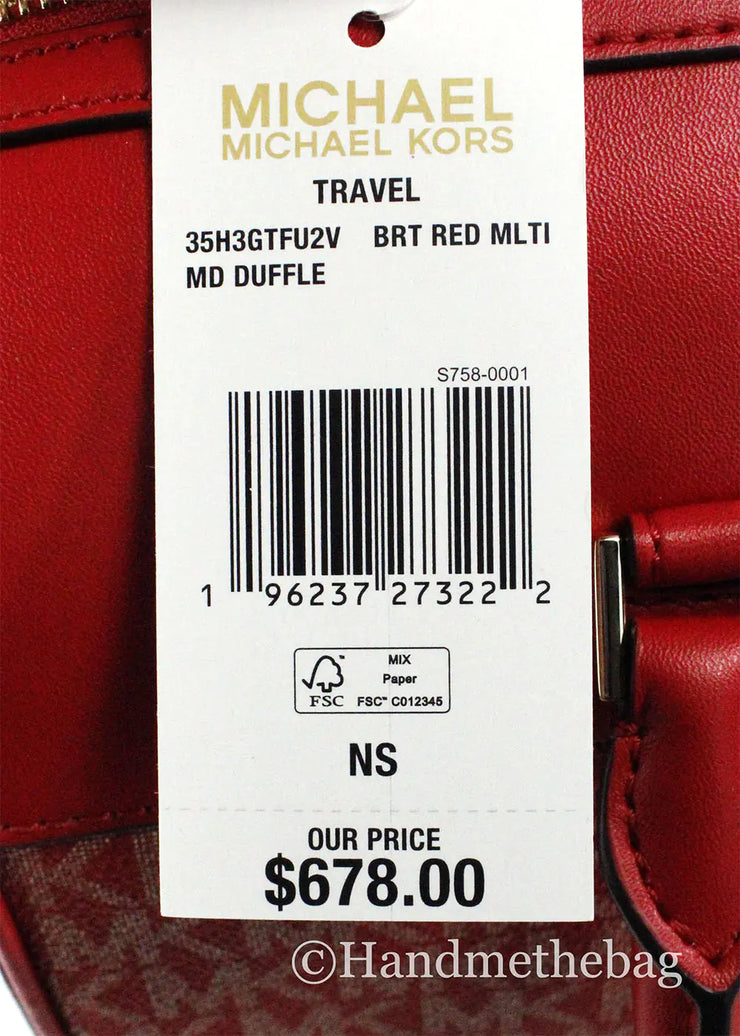 MICHAEL
MICHAEL KORS
TRAVEL
35H3GTFU2V BRT RED MLTI
MD DUFFLE
S758-0001
1 96237 27322 2
FSC
MIX
Paper
FSC™ C012345
NS
OUR PRICE
$678.00
©Handmethebag